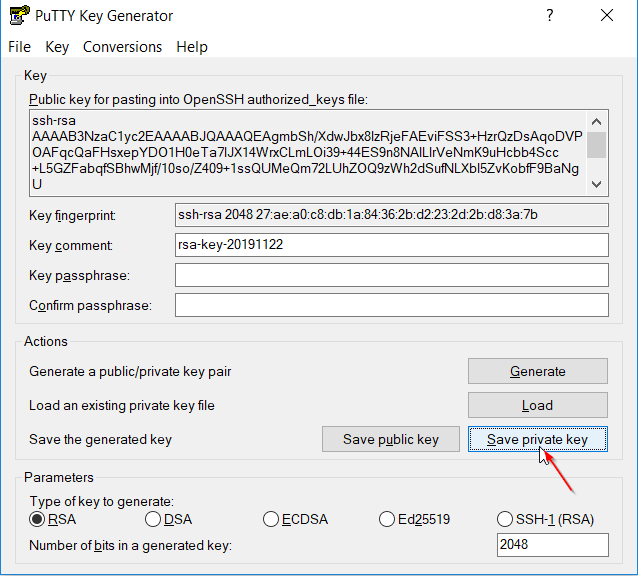 PuTTY Key Generator
File Key Conversions Help
Key
Public key for pasting into OpenSSH authorized_keys file:
ssh-rsa
AAAAB3NzaC1yc2EAAAABJQAAAQEAgmbSh/XdwJbx8lzRjeFAEviFSS3+HzrQzDsAqoDVP
OAFqcQaFHsxepYDO1H0eTa7lJX14WrxCLmLOi39+44ES9n8NAlLlrVeNmK9uHcbb4Scc
+L5GZFabqfSBhwMjf/10so/Z409+1ssQUMeQm72LUhZOQ9zWh2dSufNLXbl5ZvKobfF9BaNg
U
Key fingerprint: ssh-rsa 2048 27:ae:a0:c8:db:1a:84:36:2b:d2:23:2d:2b:d8:3a:7b
Key comment: rsa-key-20191122
Key passphrase:
Confirm passphrase:
Actions
Generate a public/private key pair Generate
Load an existing private key file Load
Save the generated key Save public key Save private key
Parameters
Type of key to generate:
RSA DSA ECDSA Ed25519 SSH-1 (RSA)
Number of bits in a generated key: 2048